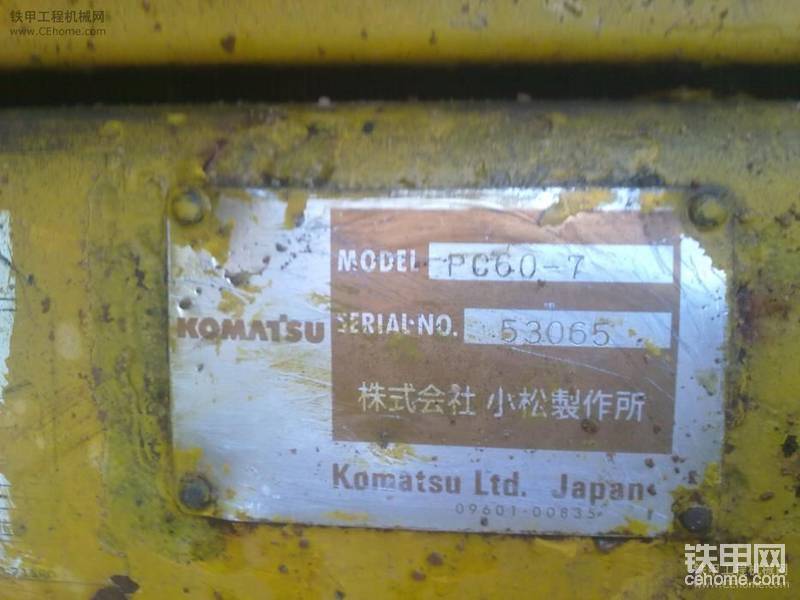 铁甲工程机械网
www.CEhome.com
MODEL PC60-7
KOMATSU
SERIAL NO. 53065
株式会社 小松製作所
Komatsu Ltd. Japan
09601-00835
铁甲网
cehome.com